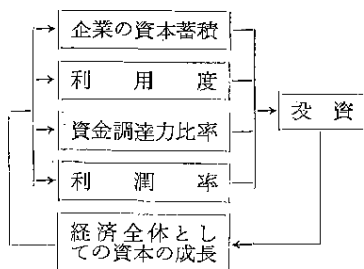 企業の資本蓄積
利用度
資金調達力比率
利潤率
投資
経済全体とし
ての資本の成長